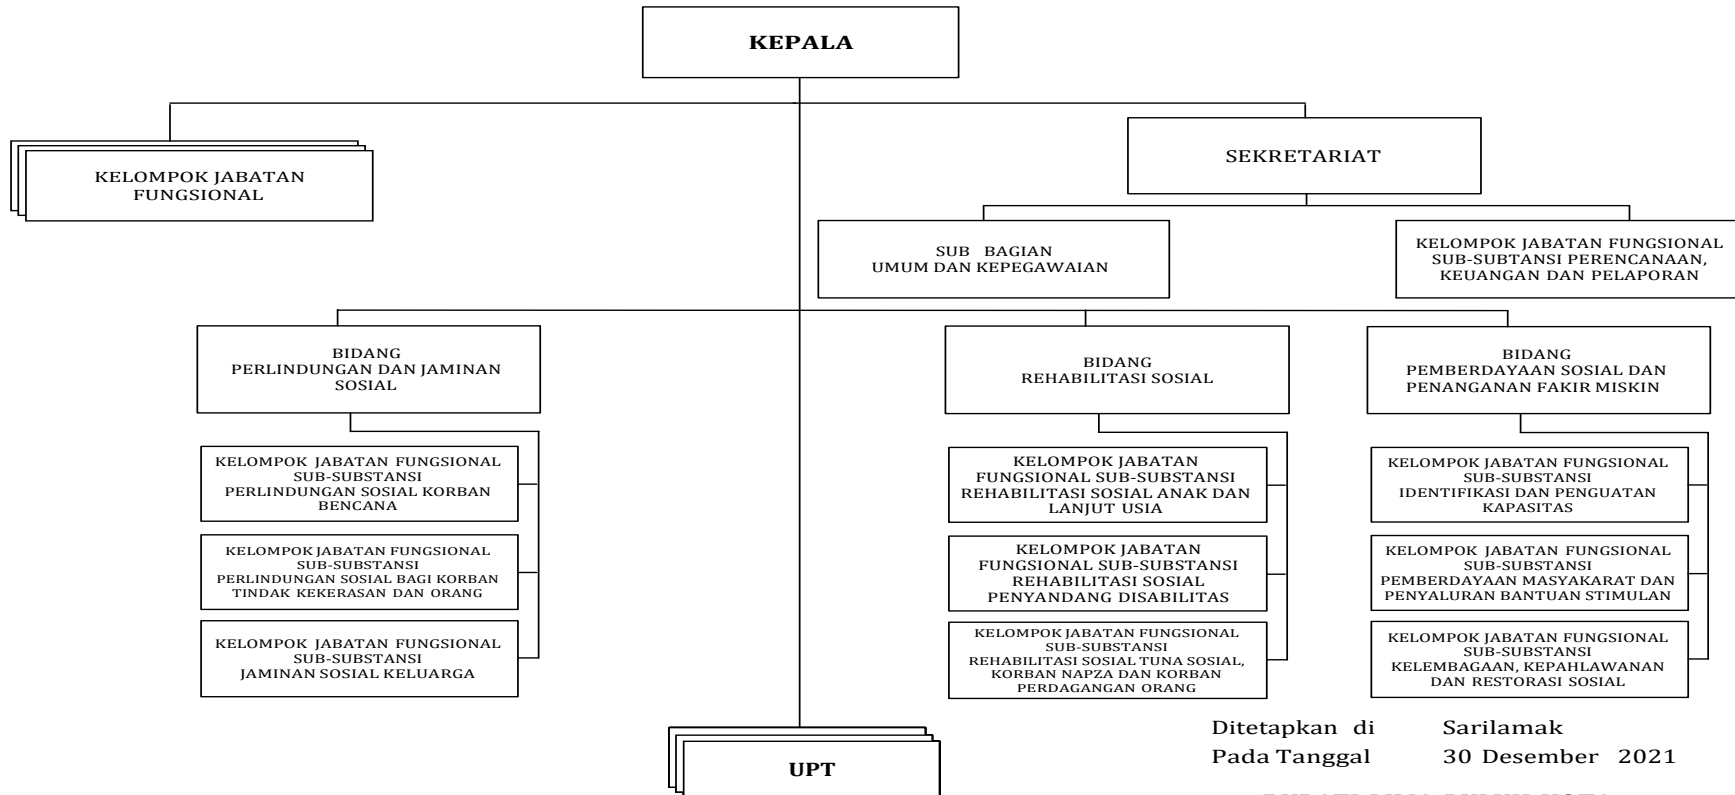 KEPALA
KELOMPOK JABATAN
FUNGSIONAL
SEKRETARIAT
SUB BAGIAN
UMUM DAN KEPEGAWAIAN
KELOMPOK JABATAN FUNGSIONAL
SUB-SUBTANSI PERENCANAAN,
KEUANGAN DAN PELAPORAN
BIDANG
PERLINDUNGAN DAN JAMINAN
SOSIAL
BIDANG
REHABILITASI SOSIAL
BIDANG
PEMBERDAYAAN SOSIAL DAN
PENANGANAN FAKIR MISKIN
KELOMPOK JABATAN FUNGSIONAL
SUB-SUBSTANSI
PERLINDUNGAN SOSIAL KORBAN
BENCANA
KELOMPOK JABATAN FUNGSIONAL
SUB-SUBSTANSI
PERLINDUNGAN SOSIAL BAGI KORBAN
TINDAK KEKERASAN DAN ORANG
KELOMPOK JABATAN FUNGSIONAL
SUB-SUBSTANSI
JAMINAN SOSIAL KELUARGA
KELOMPOK JABATAN
FUNGSIONAL SUB-SUBSTANSI
REHABILITASI SOSIAL ANAK DAN
LANJUT USIA
KELOMPOK JABATAN
FUNGSIONAL SUB-SUBSTANSI
REHABILITASI SOSIAL
PENYANDANG DISABILITAS
KELOMPOK JABATAN FUNGSIONAL
SUB-SUBSTANSI
REHABILITASI SOSIAL TUNA SOSIAL,
KORBAN NAPZA DAN KORBAN
PERDAGANGAN ORANG
KELOMPOK JABATAN FUNGSIONAL
SUB-SUBSTANSI
IDENTIFIKASI DAN PENGUATAN
KAPASITAS
KELOMPOK JABATAN FUNGSIONAL
SUB-SUBSTANSI
PEMBERDAYAAN MASYAKARAT DAN
PENYALURAN BANTUAN STIMULAN
KELOMPOK JABATAN FUNGSIONAL
SUB-SUBSTANSI
KELEMBAGAAN, KEPAHLAWANAN
DAN RESTORASI SOSIAL
UPT
Ditetapkan di Sarilamak
Pada Tanggal 30 Desember 2021